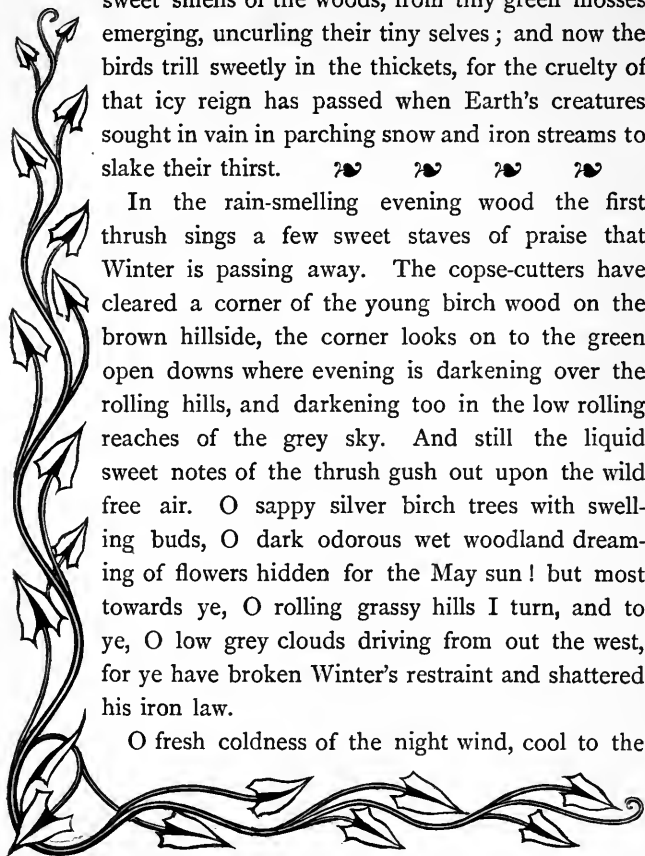 sweet smells of the woods, from tiny green mosses
emerging, uncurling their tiny selves ; and now the
birds trill sweetly in the thickets, for the cruelty of
that icy reign has passed when Earth's creatures
sought in vain in parching snow and iron streams to
slake their thirst. ❧ ❧ ❧ ❧
In the rain-smelling evening wood the first
thrush sings a few sweet staves of praise that
Winter is passing away. The copse-cutters have
cleared a corner of the young birch wood on the
brown hillside, the corner looks on to the green
open downs where evening is darkening over the
rolling hills, and darkening too in the low rolling
reaches of the grey sky. And still the liquid
sweet notes of the thrush gush out upon the wild
free air. O sappy silver birch trees with swell-
ing buds, O dark odorous wet woodland dream-
ing of flowers hidden for the May sun ! but most
towards ye, O rolling grassy hills I turn, and to
ye, O low grey clouds driving from out the west,
for ye have broken Winter's restraint and shattered
his iron law.
O fresh coldness of the night wind, cool to the